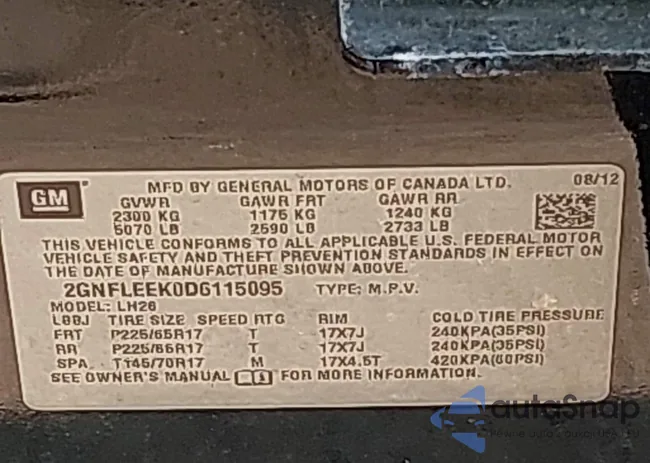 GM MFD BY GENERAL MOTORS OF CANADA LTD. 08/12
GVWR GAWR FRT GAWR RR
2300 KG 1175 KG 1240 KG
5070 LB 2590 LB 2733 LB
THIS VEHICLE CONFORMS TO ALL APPLICABLE U.S. FEDERAL MOTOR
VEHICLE SAFETY AND THEFT PREVENTION STANDARDS IN EFFECT ON
THE DATE OF MANUFACTURE SHOWN ABOVE.
2GNFLEEK0D6115095 TYPE: M.P.V.
MODEL: LH26
LBBJ TIRE SIZE SPEED RTG RIM COLD TIRE PRESSURE
FRT P225/65R17 T 17X7J 240KPA(35PSI)
RR P225/65R17 T 17X7J 240KPA(35PSI)
SPA T145/70R17 M 17X4.5T 420KPA(60PSI)
SEE OWNER'S MANUAL FOR MORE INFORMATION.
autoSnap